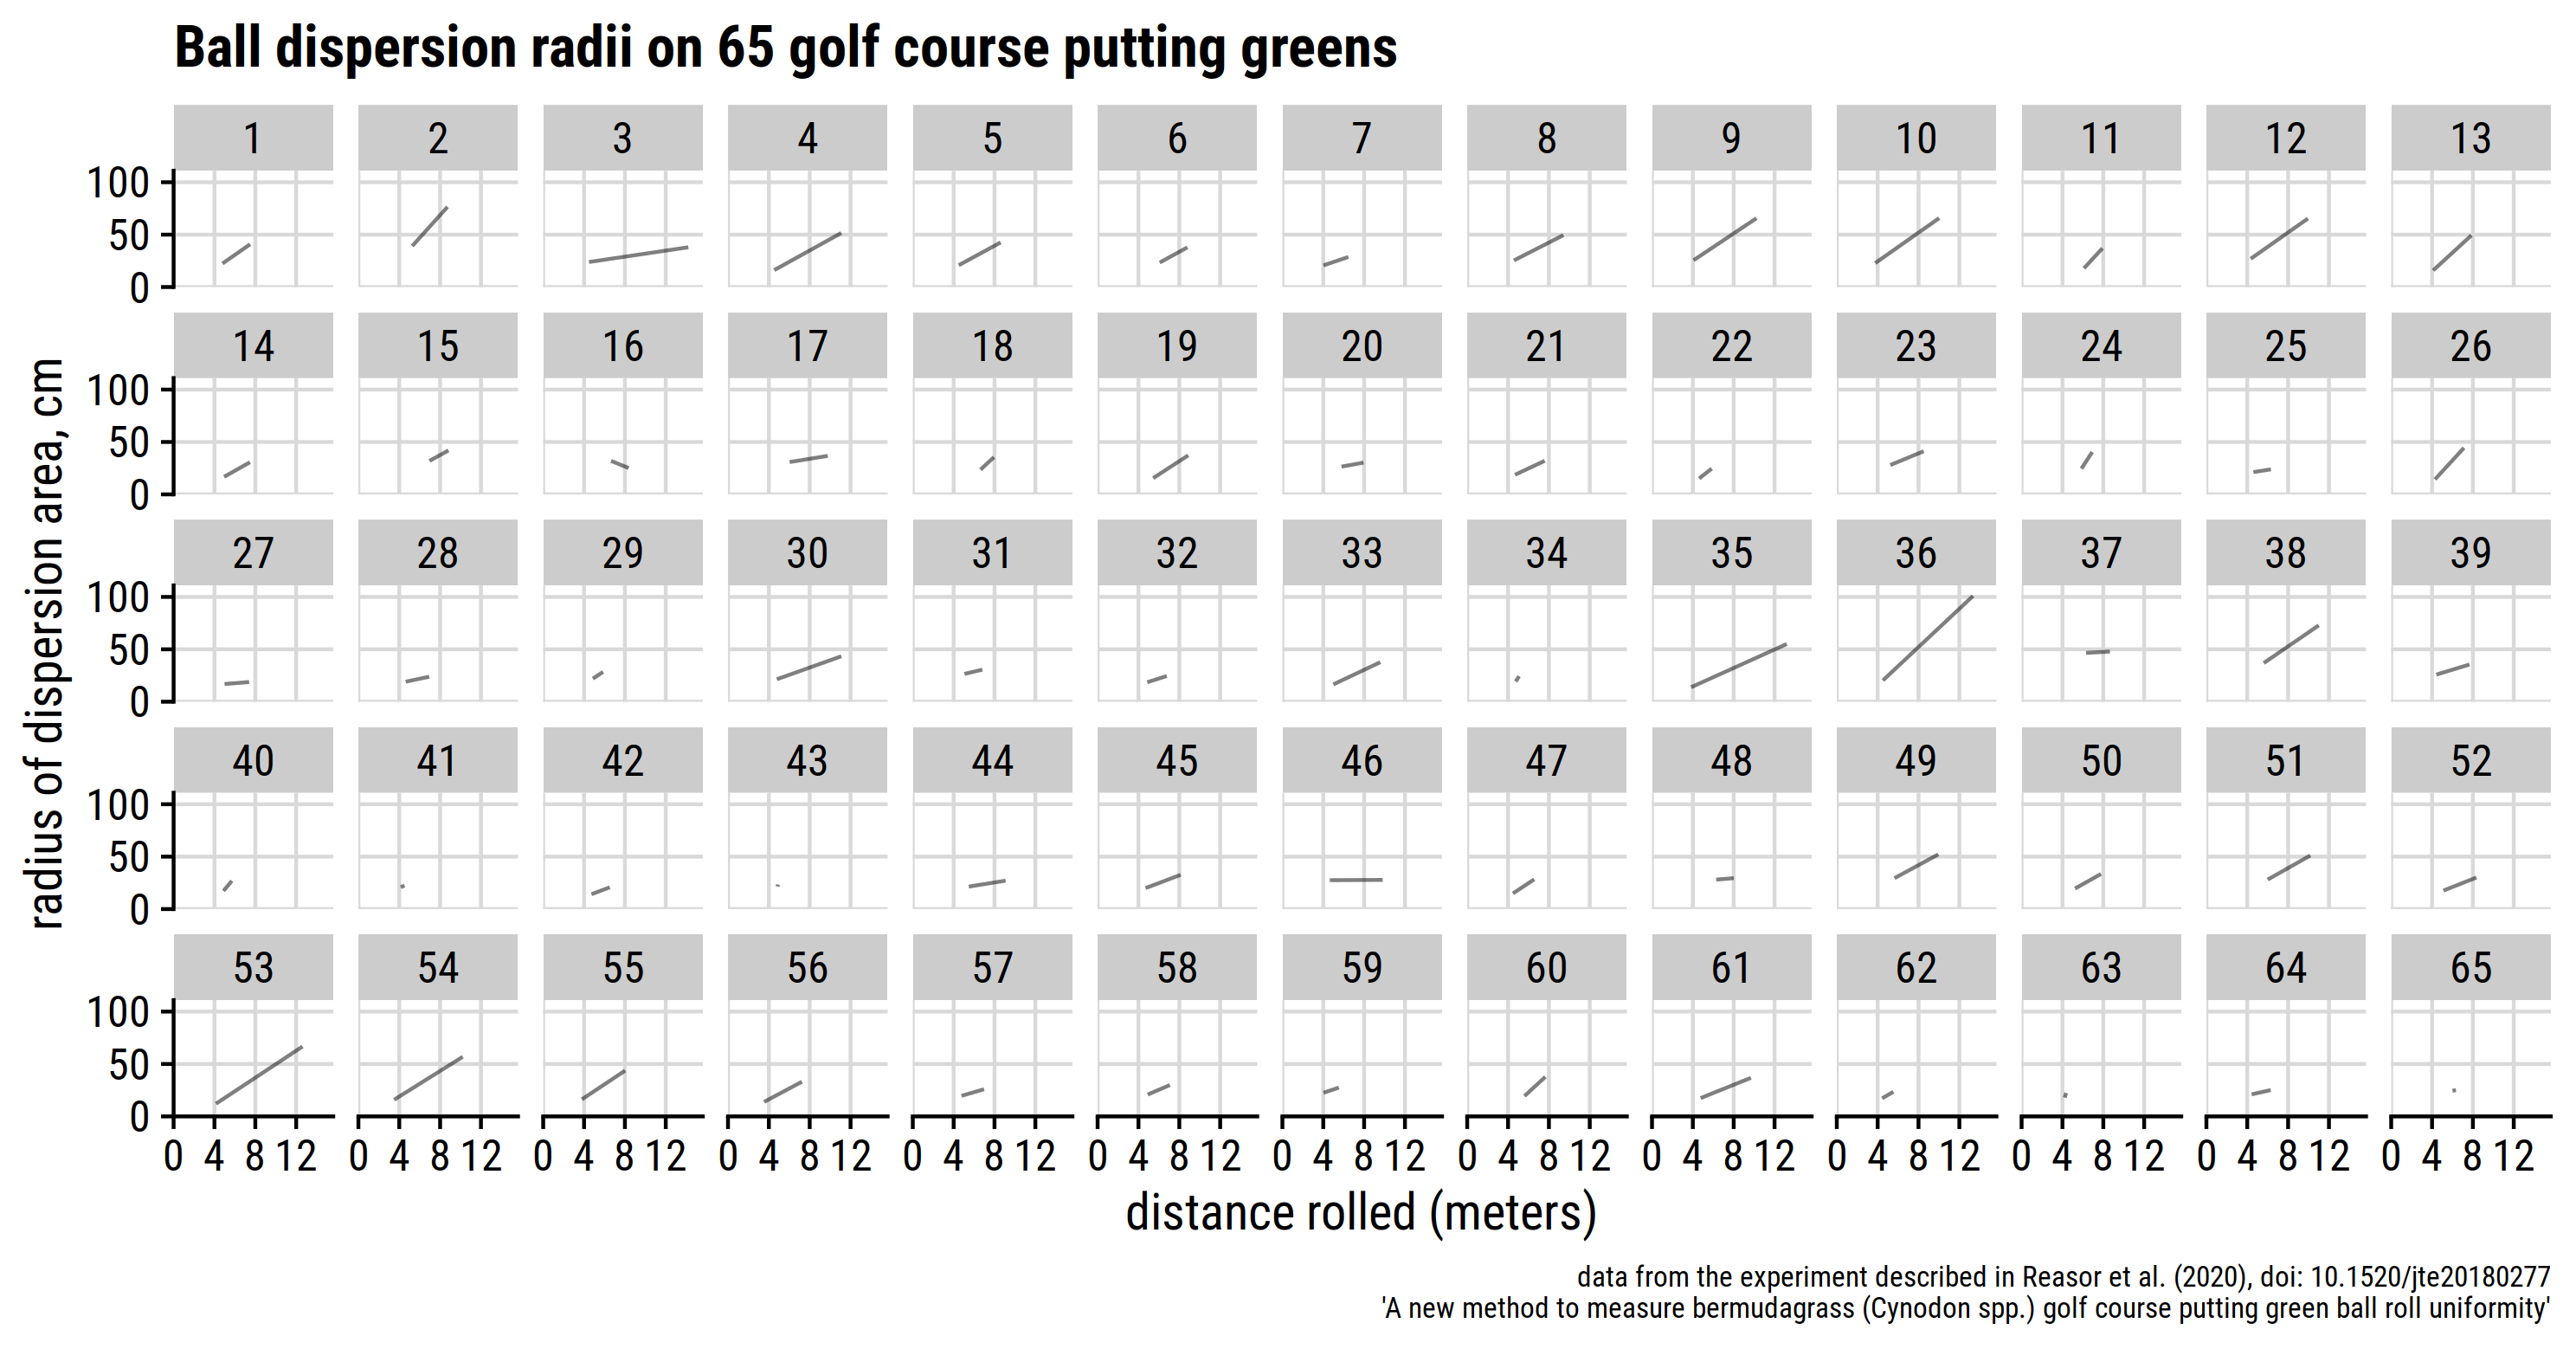 Ball dispersion radii on 65 golf course putting greens
1 2 3 4 5 6 7 8 9 10 11 12 13
100
50
0
14 15 16 17 18 19 20 21 22 23 24 25 26
100
50
0
27 28 29 30 31 32 33 34 35 36 37 38 39
100
50
0
40 41 42 43 44 45 46 47 48 49 50 51 52
100
50
0
53 54 55 56 57 58 59 60 61 62 63 64 65
100
50
0
0 4 8 12 0 4 8 12 0 4 8 12 0 4 8 12 0 4 8 12 0 4 8 12 0 4 8 12 0 4 8 12 0 4 8 12 0 4 8 12 0 4 8 12 0 4 8 12 0 4 8 12
radius of dispersion area, cm
distance rolled (meters)
data from the experiment described in Reasor et al. (2020), doi: 10.1520/jte20180277
'A new method to measure bermudagrass (Cynodon spp.) golf course putting green ball roll uniformity'